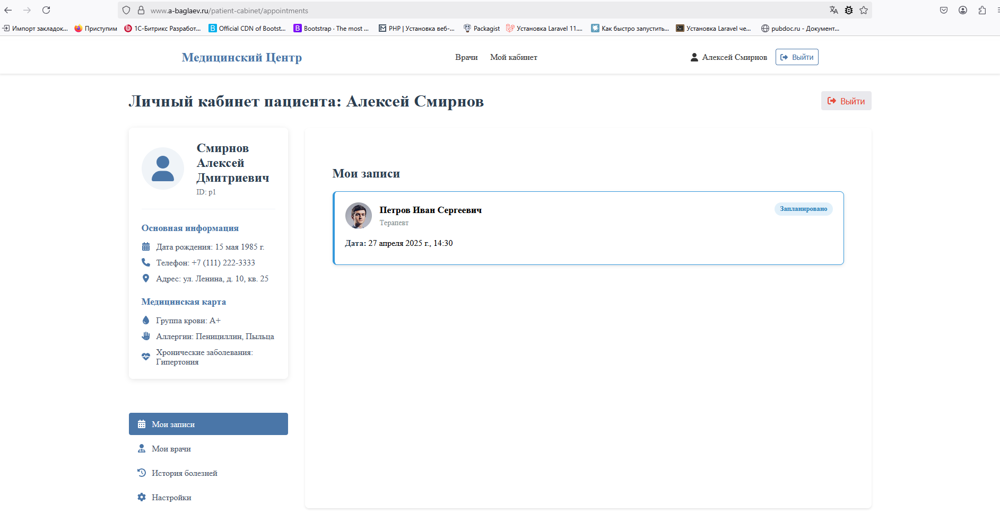 www.a-baglaev.ru/patient-cabinet/appointments
Импорт закладок...
Приступим
1С-Битрикс Разработ...
Official CDN of Bootst...
Bootstrap · The most ...
PHP | Установка веб-...
Packagist
Установка Laravel 11....
Как быстро запустить...
Установка Laravel че...
pubdoc.ru - Документ...
Медицинский Центр
Врачи
Мой кабинет
Алексей Смирнов
Выйти
Личный кабинет пациента: Алексей Смирнов
Выйти
Смирнов
Алексей
Дмитриевич
ID: p1
Основная информация
Дата рождения: 15 мая 1985 г.
Телефон: +7 (111) 222-3333
Адрес: ул. Ленина, д. 10, кв. 25
Медицинская карта
Группа крови: A+
Аллергии: Пенициллин, Пыльца
Хронические заболевания:
Гипертония
Мои записи
Мои врачи
История болезней
Настройки
Мои записи
Петров Иван Сергеевич
Терапевт
Запланировано
Дата: 27 апреля 2025 г., 14:30